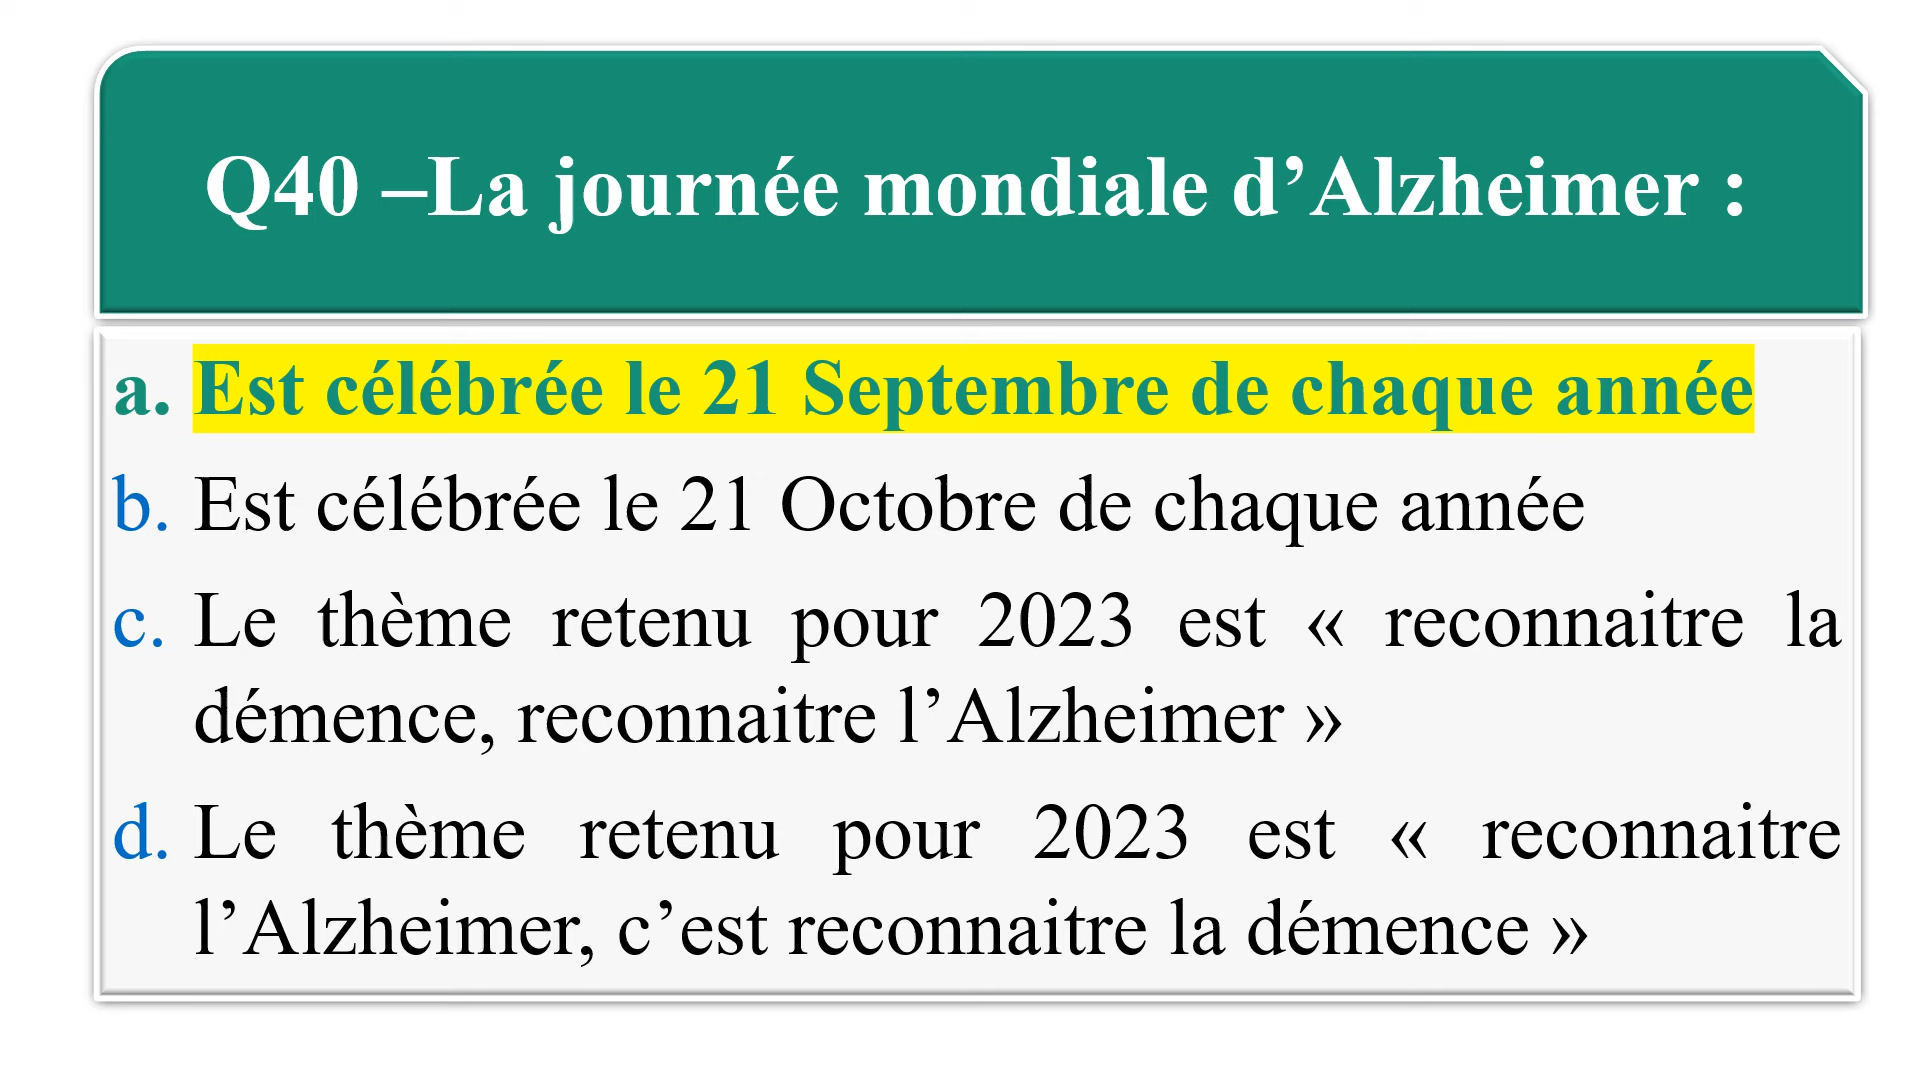 Q40 –La journée mondiale d’Alzheimer :
a. Est célébrée le 21 Septembre de chaque année
b. Est célébrée le 21 Octobre de chaque année
c. Le thème retenu pour 2023 est « reconnaitre la
démence, reconnaitre l’Alzheimer »
d. Le thème retenu pour 2023 est « reconnaitre
l’Alzheimer, c’est reconnaitre la démence »